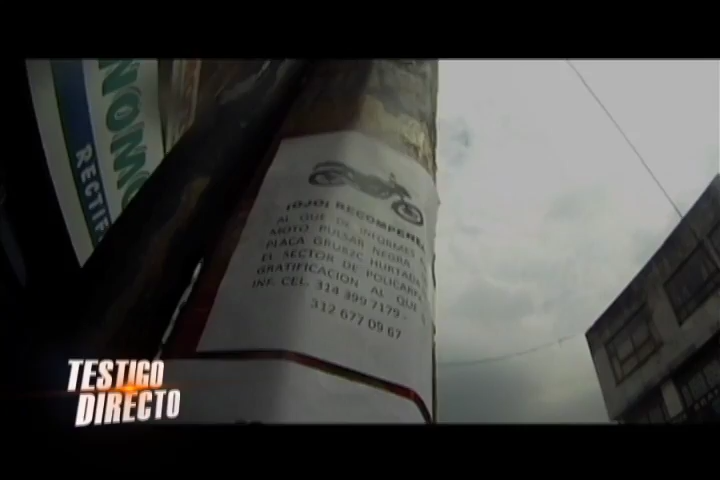 NOMO
RECTIF
¡OJO! RECOMPENSA
AL QUE DE INFORMES
MOTO PULSAR NEGRA
PLACA GRU82C HURTADA
EL SECTOR DE POLICARPA
GRATIFICACION AL QUE
INF. CEL. 314 399 7179 -
312 677 09 67
TESTIGO
DIRECTO